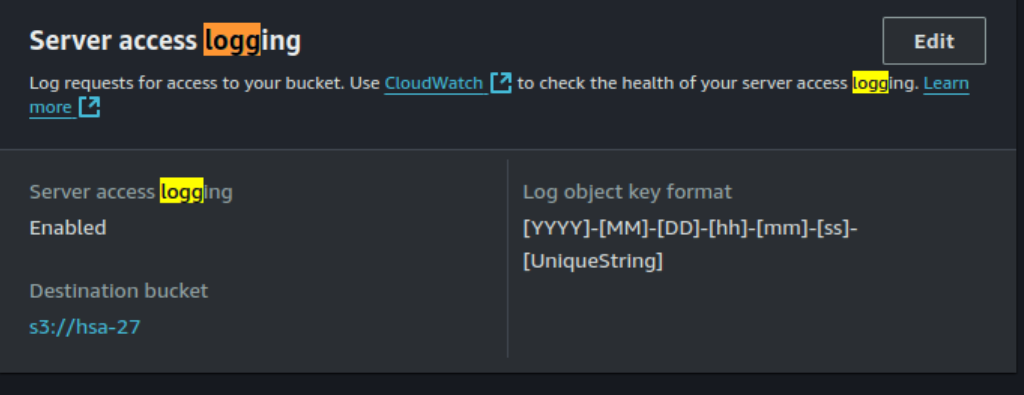 Server access logging
Edit
Log requests for access to your bucket. Use CloudWatch to check the health of your server access logging. Learn
more
Server access logging
Enabled
Destination bucket
s3://hsa-27
Log object key format
[YYYY]-[MM]-[DD]-[hh]-[mm]-[ss]-
[UniqueString]